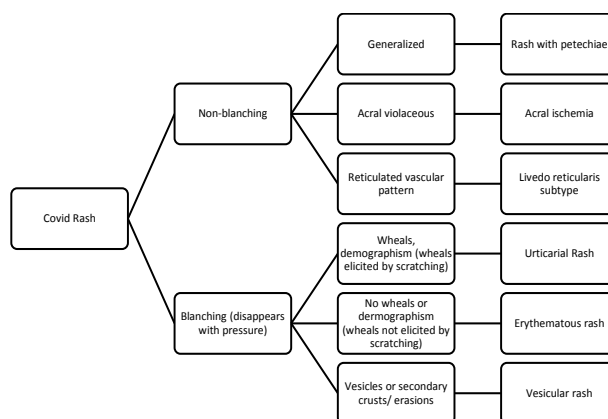 Covid Rash
Non-blanching
Generalized
Rash with petechiae
Acral violaceous
Acral ischemia
Reticulated vascular
pattern
Livedo reticularis
subtype
Blanching (disappears
with pressure)
Wheals,
demographism (wheals
elicited by scratching)
Urticarial Rash
No wheals or
dermographism
(wheals not elicited by
scratching)
Erythematous rash
Vesicles or secondary
crusts/ erasions
Vesicular rash